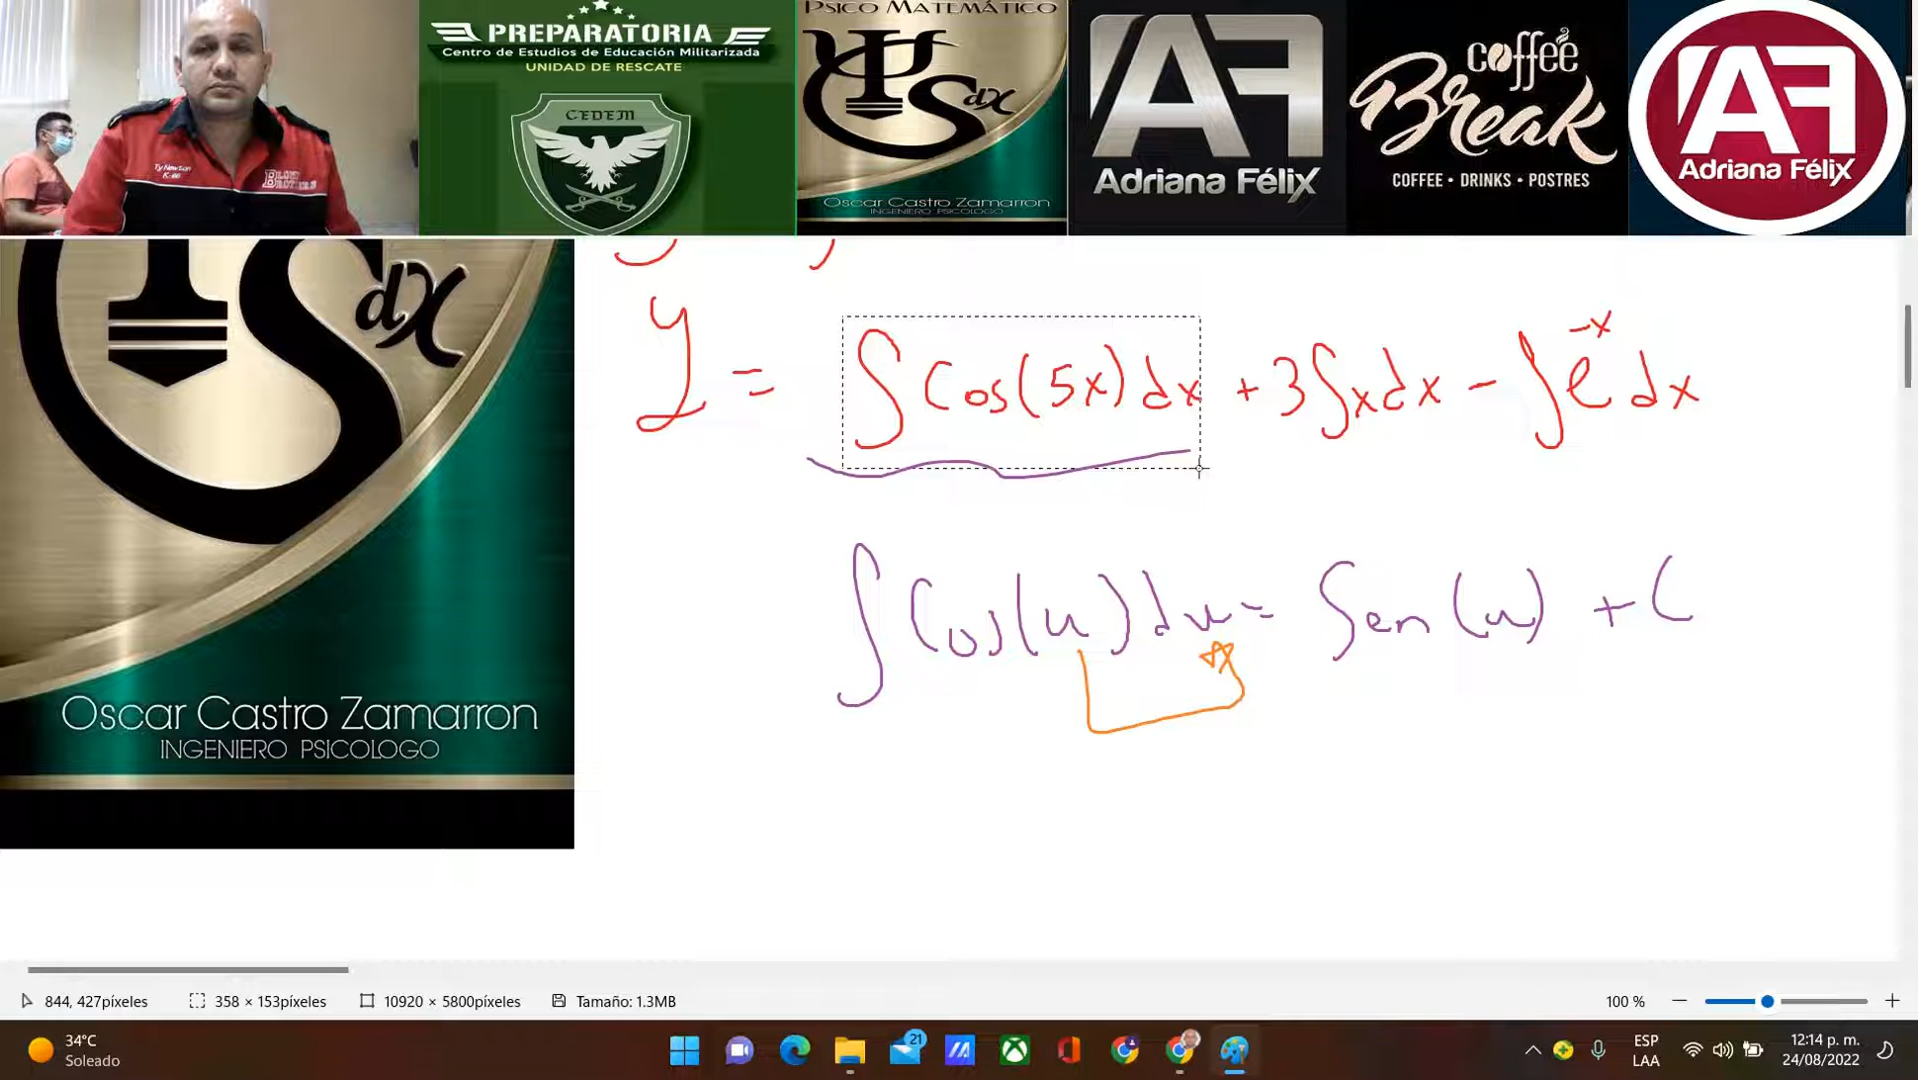 PREPARATORIA
Centro de Estudios de Educación Militarizada
UNIDAD DE RESCATE
CEDEM
PSICO MATEMÁTICO
dx
Oscar Castro Zamarron
INGENIERO PSICOLOGO
AF
Adriana Félix
coffee
Break
COFFEE • DRINKS • POSTRES
AF
Adriana Félix
Ty Newson
dx
y = ∫Cos(5x)dx + 3∫xdx - ∫e^-x dx
∫Cos(u)du = Sen(u) + C
Oscar Castro Zamarron
INGENIERO PSICOLOGO
844, 427píxeles
358 × 153píxeles
10920 × 5800píxeles
Tamaño: 1.3MB
100 %
34°C
Soleado
21
ESP
LAA
12:14 p. m.
24/08/2022